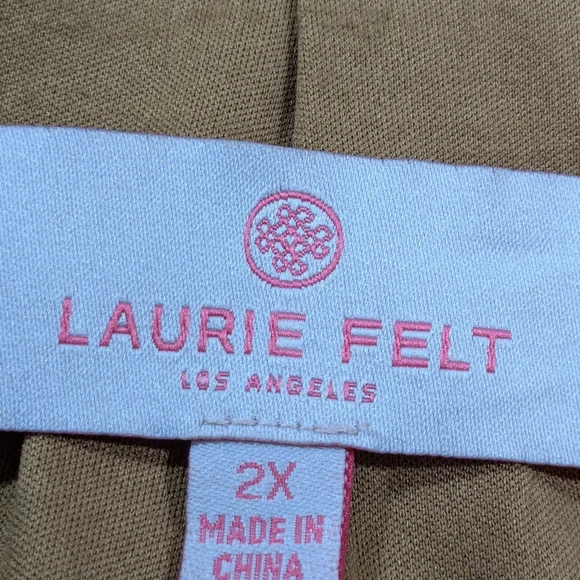 LAURIE FELT
LOS ANGELES
2X
MADE IN
CHINA